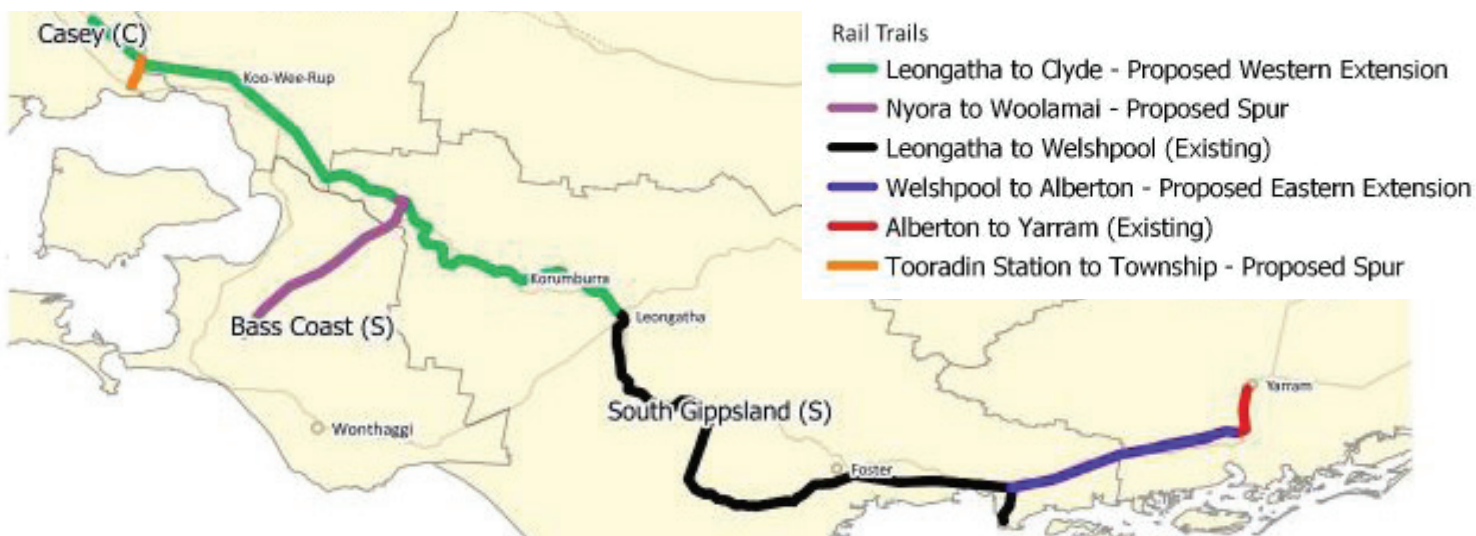 Casey (C)
Koo-Wee-Rup
Korumburra
Leongatha
Bass Coast (S)
South Gippsland (S)
Wonthaggi
Foster
Yarram
Rail Trails
Leongatha to Clyde - Proposed Western Extension
Nyora to Woolamai - Proposed Spur
Leongatha to Welshpool (Existing)
Welshpool to Alberton - Proposed Eastern Extension
Alberton to Yarram (Existing)
Tooradin Station to Township - Proposed Spur